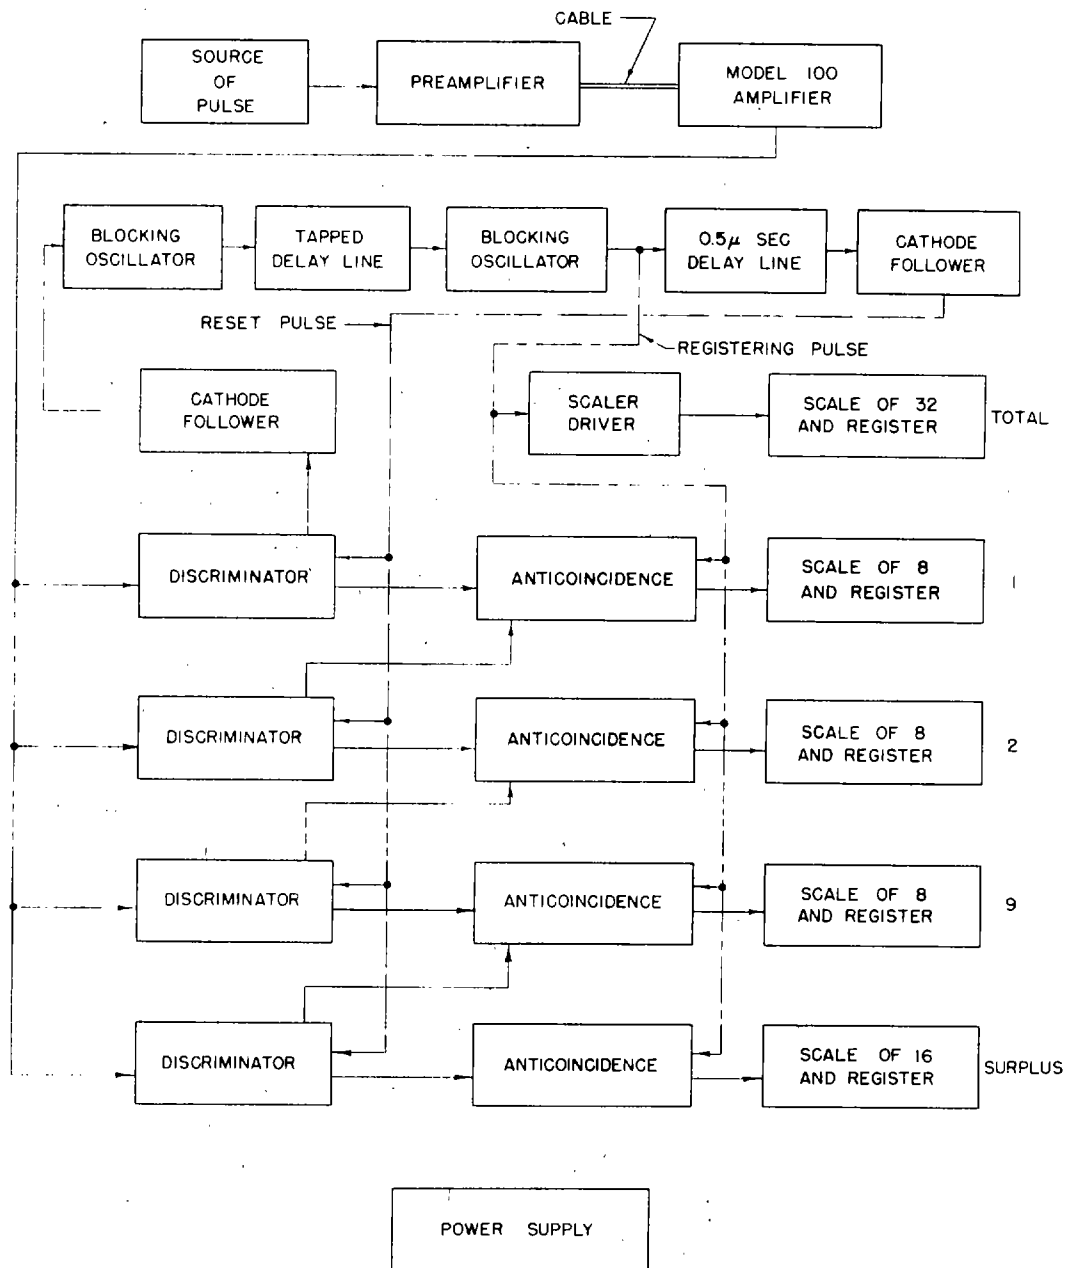 CABLE
SOURCE
OF
PULSE
PREAMPLIFIER
MODEL 100
AMPLIFIER
BLOCKING
OSCILLATOR
TAPPED
DELAY LINE
BLOCKING
OSCILLATOR
0.5μ SEC
DELAY LINE
CATHODE
FOLLOWER
RESET PULSE
REGISTERING PULSE
CATHODE
FOLLOWER
SCALER
DRIVER
SCALE OF 32
AND REGISTER
TOTAL
DISCRIMINATOR
ANTICOINCIDENCE
SCALE OF 8
AND REGISTER
1
DISCRIMINATOR
ANTICOINCIDENCE
SCALE OF 8
AND REGISTER
2
DISCRIMINATOR
ANTICOINCIDENCE
SCALE OF 8
AND REGISTER
9
DISCRIMINATOR
ANTICOINCIDENCE
SCALE OF 16
AND REGISTER
SURPLUS
POWER SUPPLY